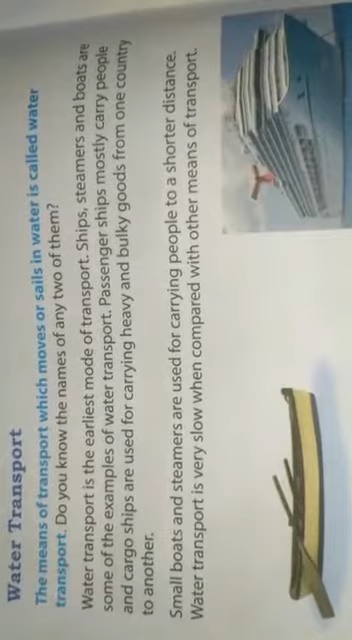 Water Transport
The means of transport which moves or sails in water is called water
transport. Do you know the names of any two of them?
Water transport is the earliest mode of transport. Ships, steamers and boats are
some of the examples of water transport. Passenger ships mostly carry people
and cargo ships are used for carrying heavy and bulky goods from one country
to another.
Small boats and steamers are used for carrying people to a shorter distance.
Water transport is very slow when compared with other means of transport.